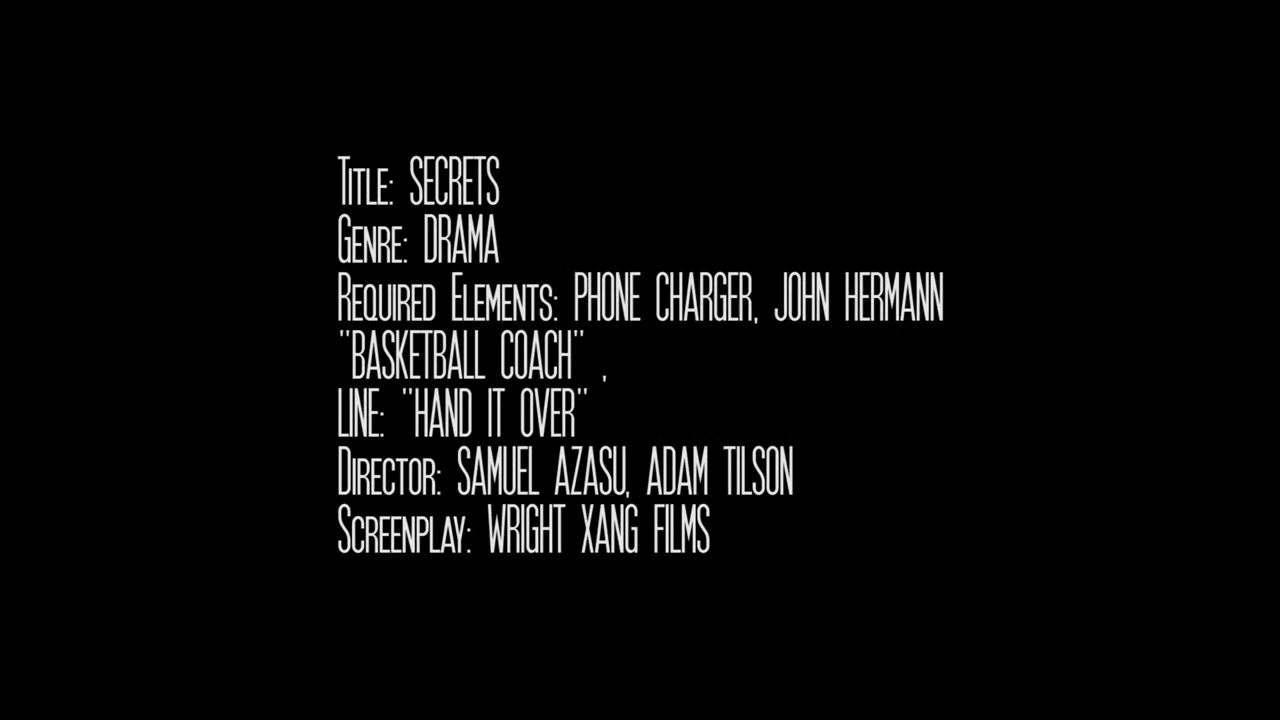 Title: SECRETS
Genre: DRAMA
Required Elements: PHONE CHARGER, JOHN HERMANN
"BASKETBALL COACH" ,
LINE: "HAND IT OVER"
Director: SAMUEL AZASU, ADAM TILSON
Screenplay: WRIGHT XANG FILMS